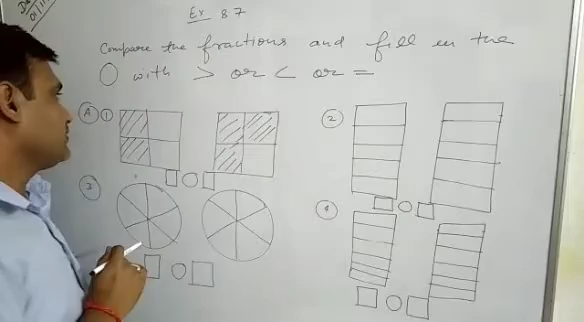 Ex 8.7
Compare the fractions and fill in the
○ with > or < or =
A 1
2
3
4